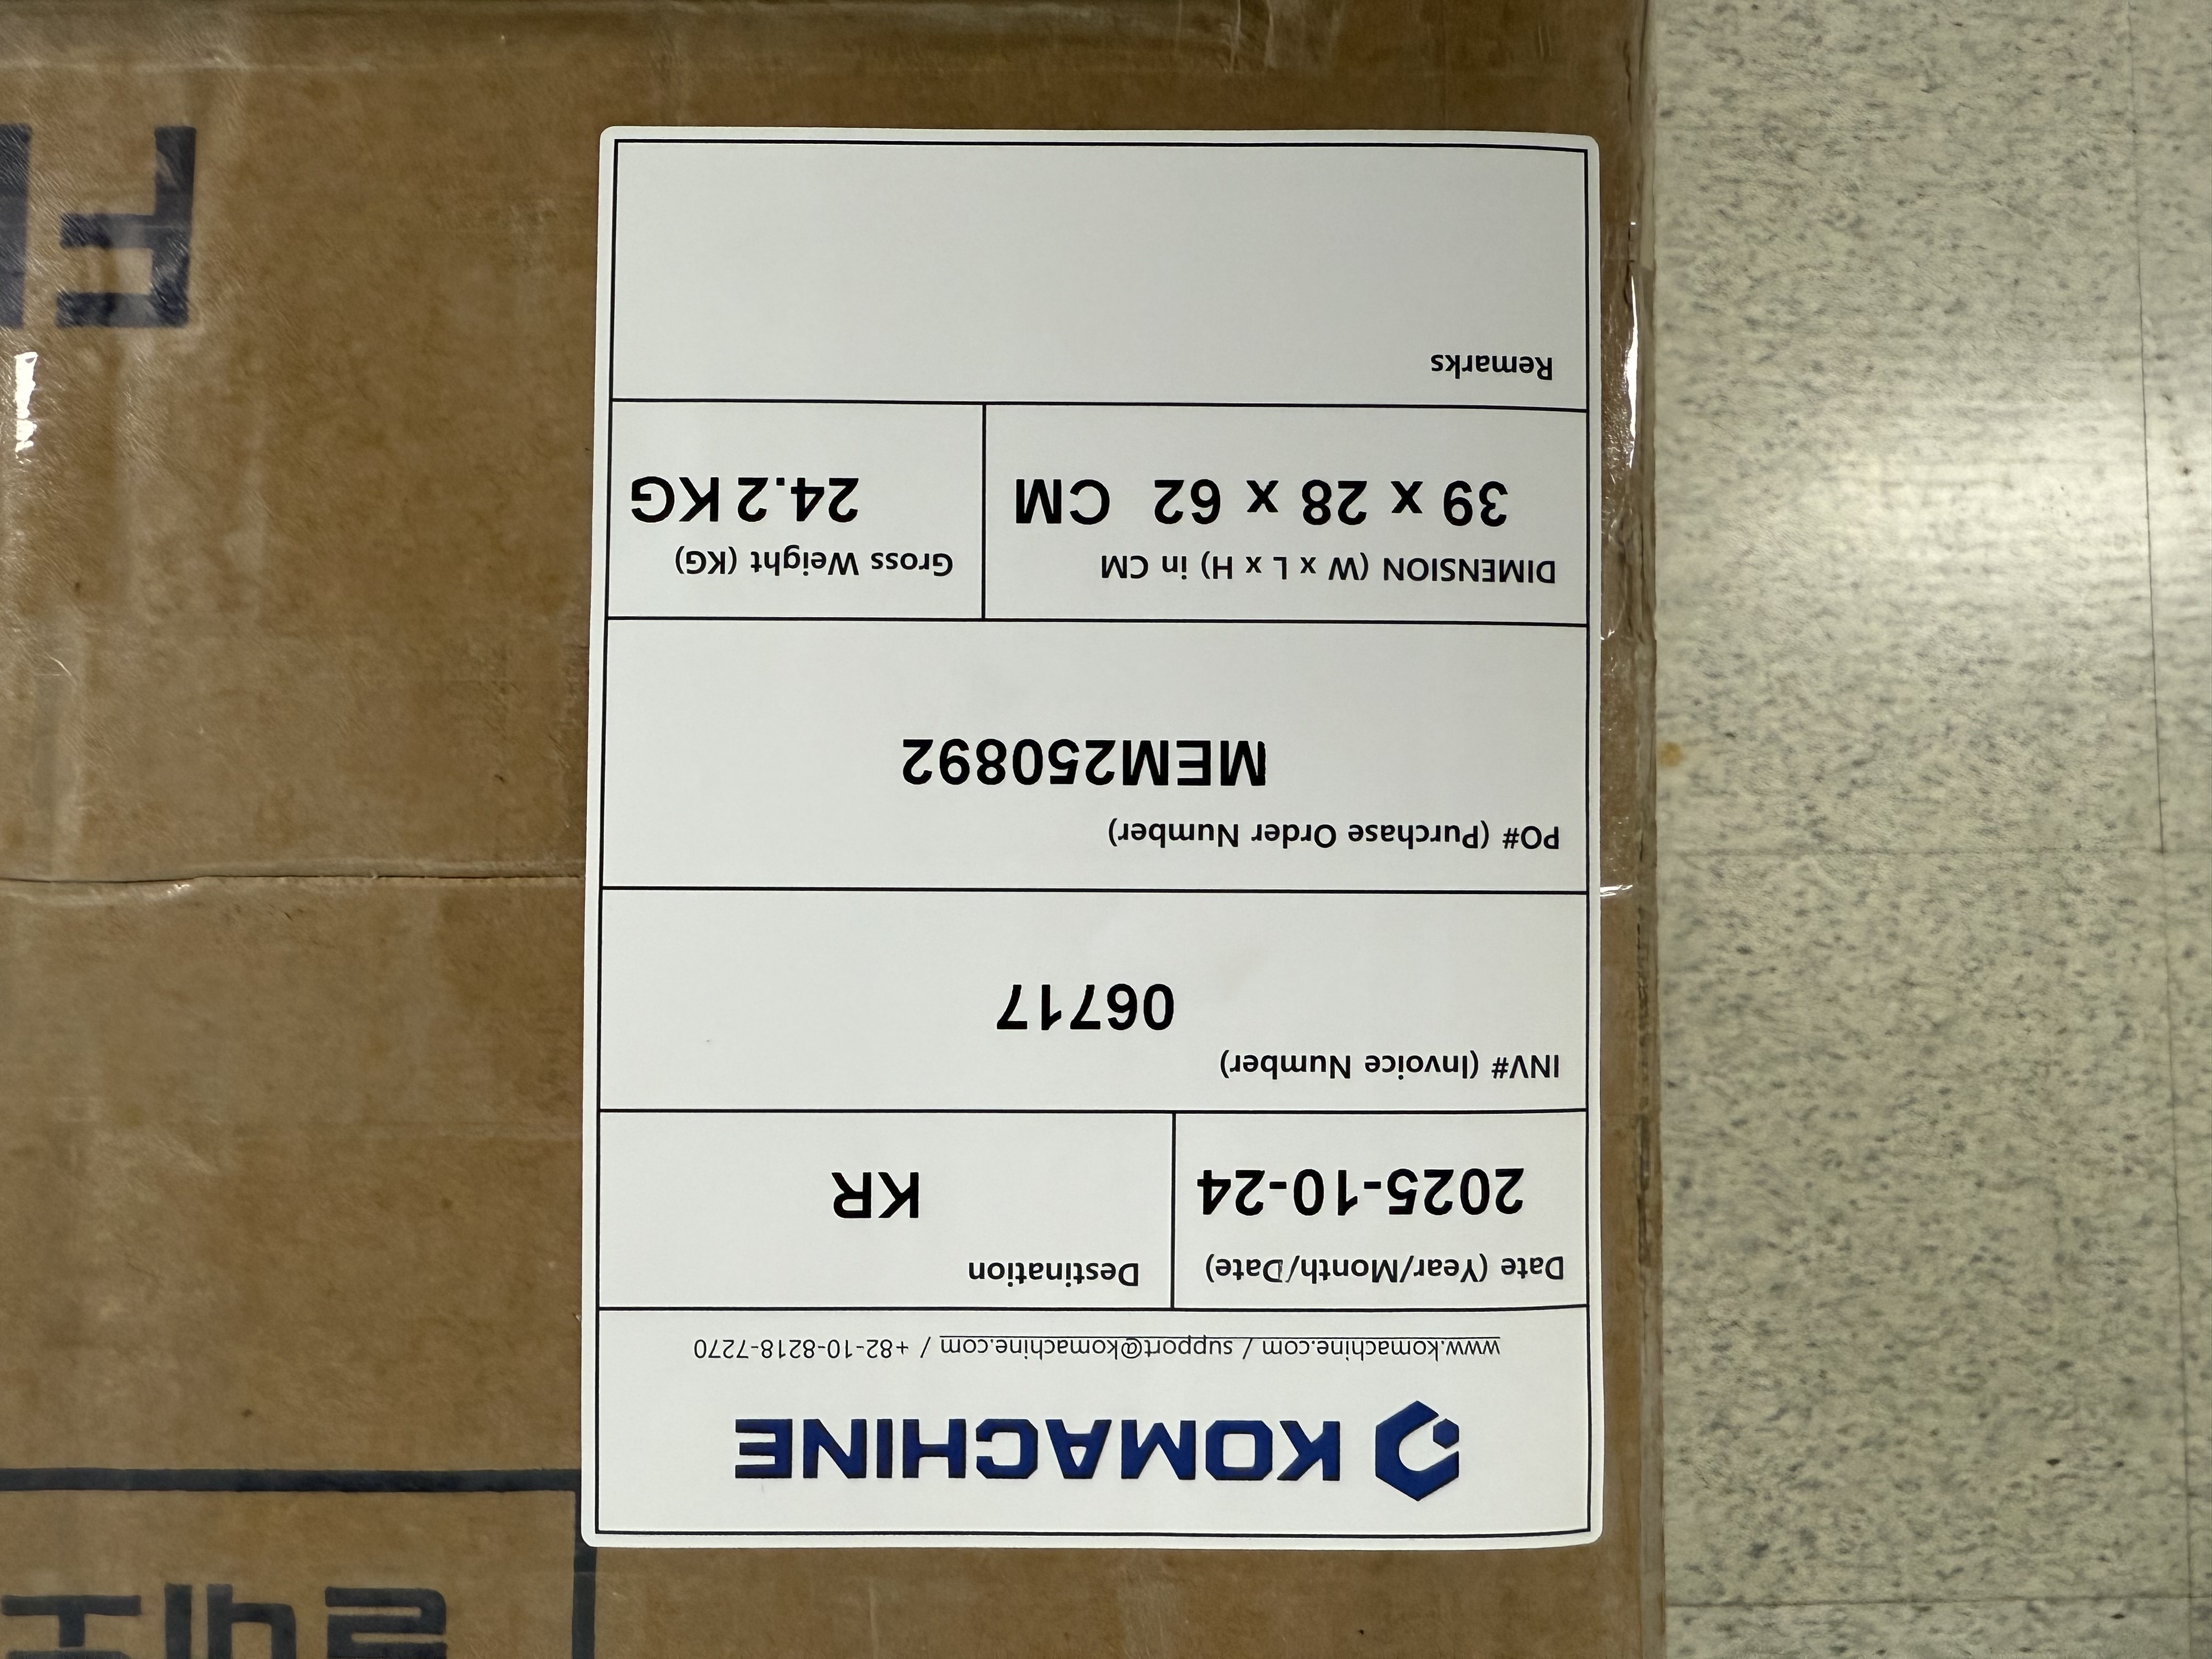 KOMACHINE
www.komachine.com / support@komachine.com / +82-10-8218-7270
Date (Year/Month/Date)
2025-10-24
Destination
KR
INV# (Invoice Number)
06717
PO# (Purchase Order Number)
MEM250892
DIMENSION (W x L x H) in CM
39 x 28 x 62 CM
Gross Weight (KG)
24.2 KG
Remarks